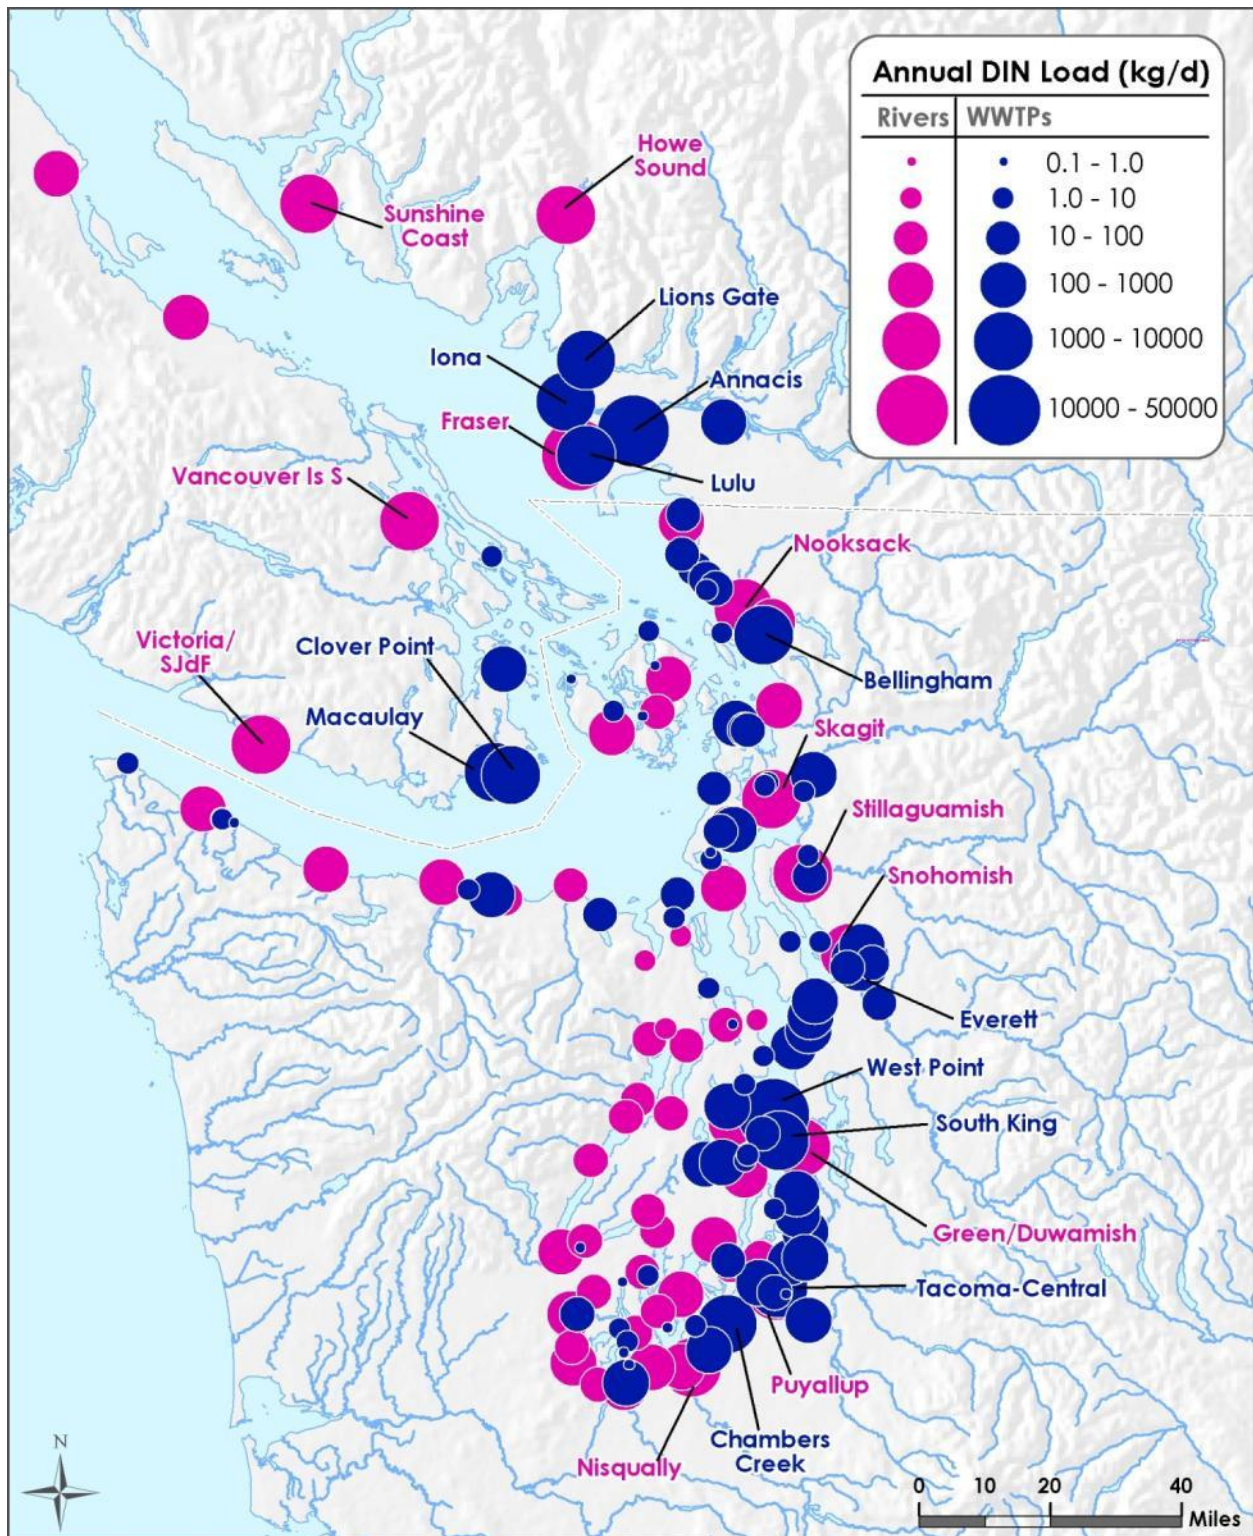 Annual DIN Load (kg/d)
Rivers WWTPs
0.1 - 1.0
1.0 - 10
10 - 100
100 - 1000
1000 - 10000
10000 - 50000
Howe
Sound
Sunshine
Coast
Lions Gate
Iona
Annacis
Fraser
Lulu
Vancouver Is S
Nooksack
Victoria/
SJdF
Clover Point
Bellingham
Macaulay
Skagit
Stillaguamish
Snohomish
Everett
West Point
South King
Green/Duwamish
Tacoma-Central
Puyallup
Chambers
Creek
Nisqually
N
0 10 20 40
Miles